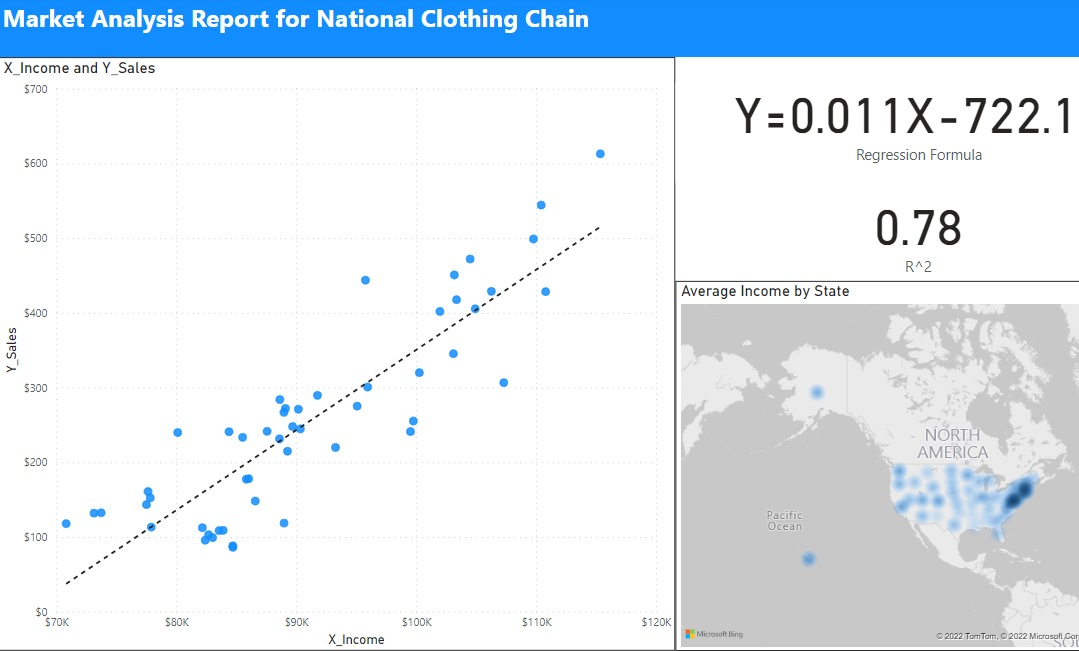 Market Analysis Report for National Clothing Chain
X_Income and Y_Sales
$700
$600
$500
$400
$300
$200
$100
$0
Y_Sales
$70K $80K $90K $100K $110K $120K
X_Income
Y=0.011X-722.1
Regression Formula
0.78
R^2
Average Income by State
NORTH
AMERICA
Pacific
Ocean
Microsoft Bing
© 2022 TomTom, © 2022 Microsoft Cor
SOU